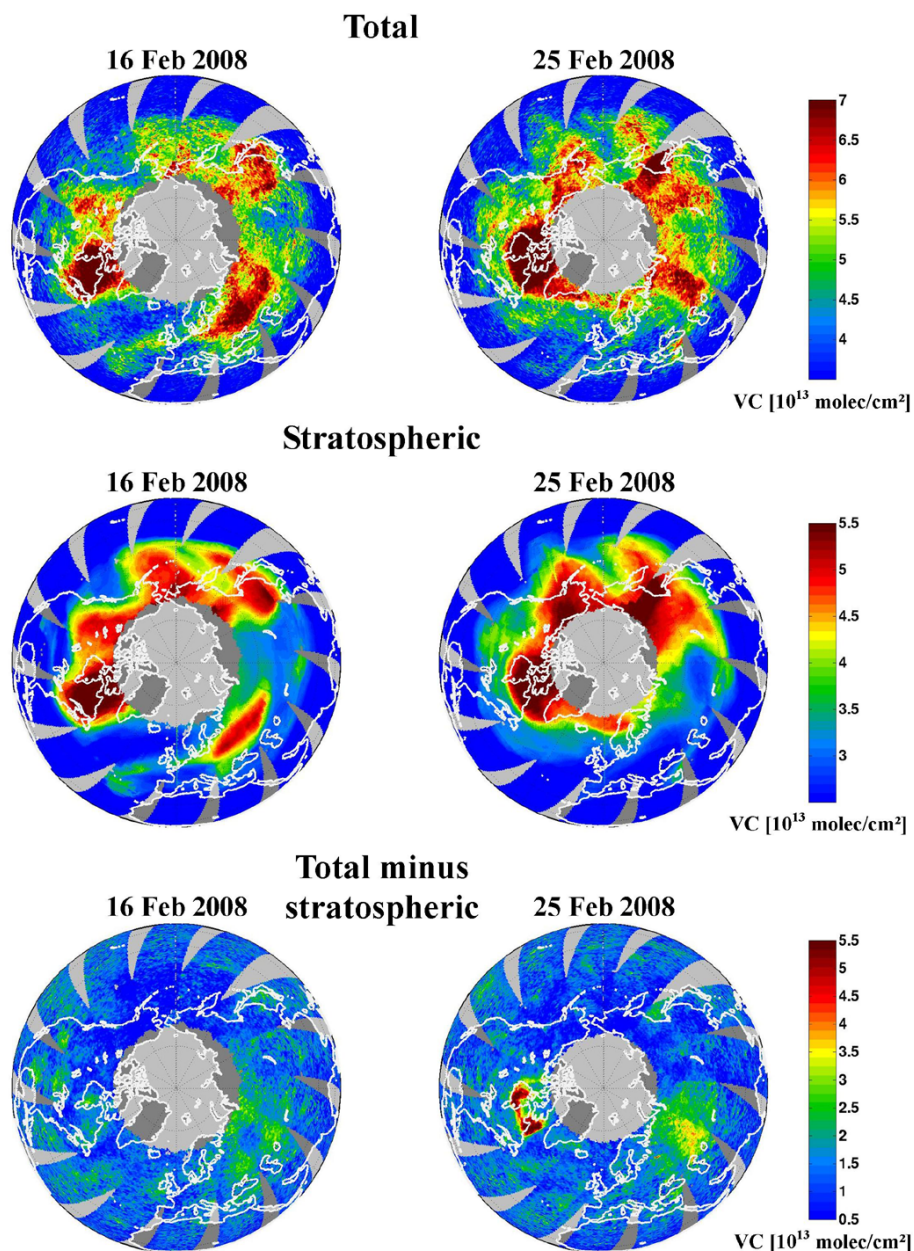 Total
16 Feb 2008
25 Feb 2008
7
6.5
6
5.5
5
4.5
4
VC [10¹³ molec/cm²]
Stratospheric
16 Feb 2008
25 Feb 2008
5.5
5
4.5
4
3.5
3
VC [10¹³ molec/cm²]
Total minus
stratospheric
16 Feb 2008
25 Feb 2008
5.5
5
4.5
4
3.5
3
2.5
2
1.5
1
0.5
VC [10¹³ molec/cm²]